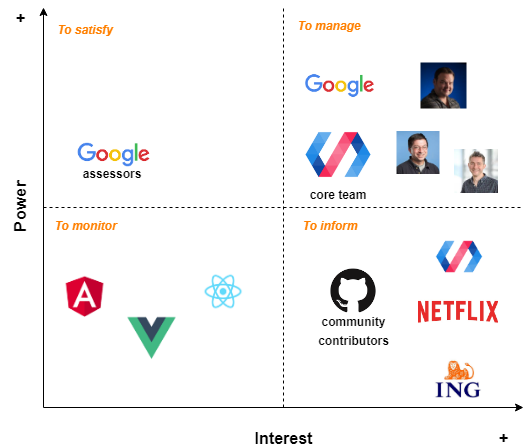 +
To satisfy
To manage
Google
Google
assessors
core team
Power
To monitor
To inform
A
community
contributors
NETFLIX
ING
Interest
+